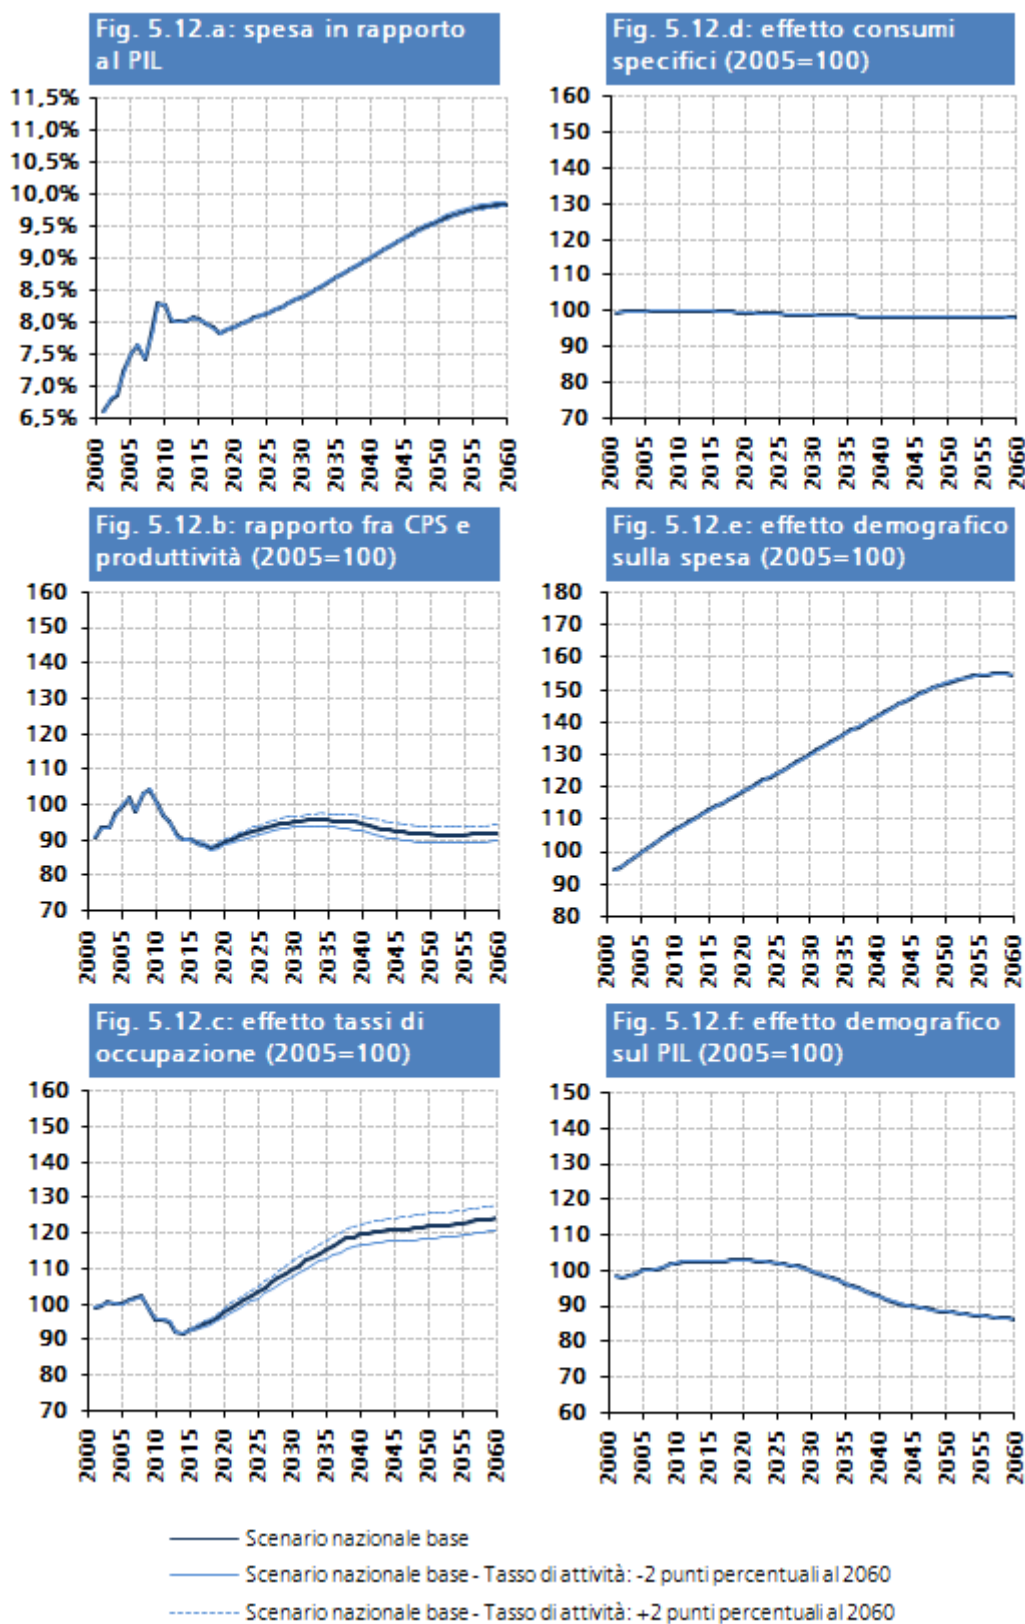 Fig. 5.12.a: spesa in rapporto
al PIL
11,5%
11,0%
10,5%
10,0%
9,5%
9,0%
8,5%
8,0%
7,5%
7,0%
6,5%
2000 2005 2010 2015 2020 2025 2030 2035 2040 2045 2050 2055 2060
Fig. 5.12.d: effetto consumi
specifici (2005=100)
160
150
140
130
120
110
100
90
80
70
2000 2005 2010 2015 2020 2025 2030 2035 2040 2045 2050 2055 2060
Fig. 5.12.b: rapporto fra CPS e
produttività (2005=100)
160
150
140
130
120
110
100
90
80
70
2000 2005 2010 2015 2020 2025 2030 2035 2040 2045 2050 2055 2060
Fig. 5.12.e: effetto demografico
sulla spesa (2005=100)
180
170
160
150
140
130
120
110
100
90
80
2000 2005 2010 2015 2020 2025 2030 2035 2040 2045 2050 2055 2060
Fig. 5.12.c: effetto tassi di
occupazione (2005=100)
160
150
140
130
120
110
100
90
80
70
2000 2005 2010 2015 2020 2025 2030 2035 2040 2045 2050 2055 2060
Fig. 5.12.f: effetto demografico
sul PIL (2005=100)
150
140
130
120
110
100
90
80
70
60
2000 2005 2010 2015 2020 2025 2030 2035 2040 2045 2050 2055 2060
Scenario nazionale base
Scenario nazionale base - Tasso di attività: -2 punti percentuali al 2060
Scenario nazionale base - Tasso di attività: +2 punti percentuali al 2060